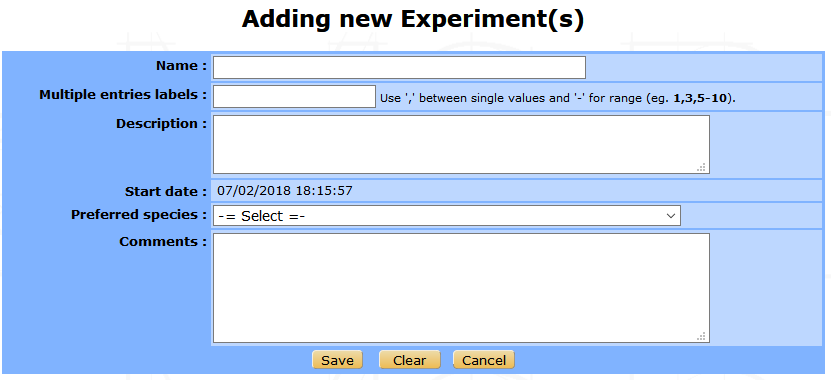 Adding new Experiment(s)
Name :
Multiple entries labels : Use ',' between single values and '-' for range (eg. 1,3,5-10).
Description :
Start date : 07/02/2018 18:15:57
Preferred species : -= Select =-
Comments :
Save Clear Cancel